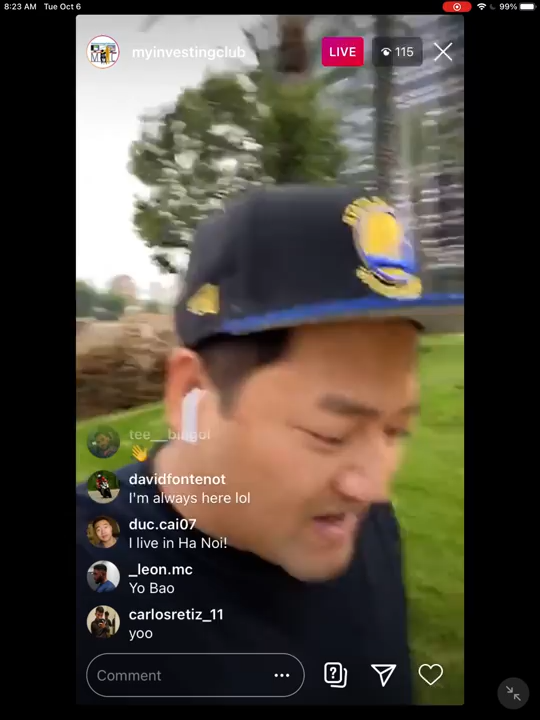 8:23 AM Tue Oct 6
99%
myinvestingclub
LIVE
115
tee__bingol
davidfontenot
I'm always here lol
duc.cai07
I live in Ha Noi!
_leon.mc
Yo Bao
carlosretiz_11
yoo
Comment